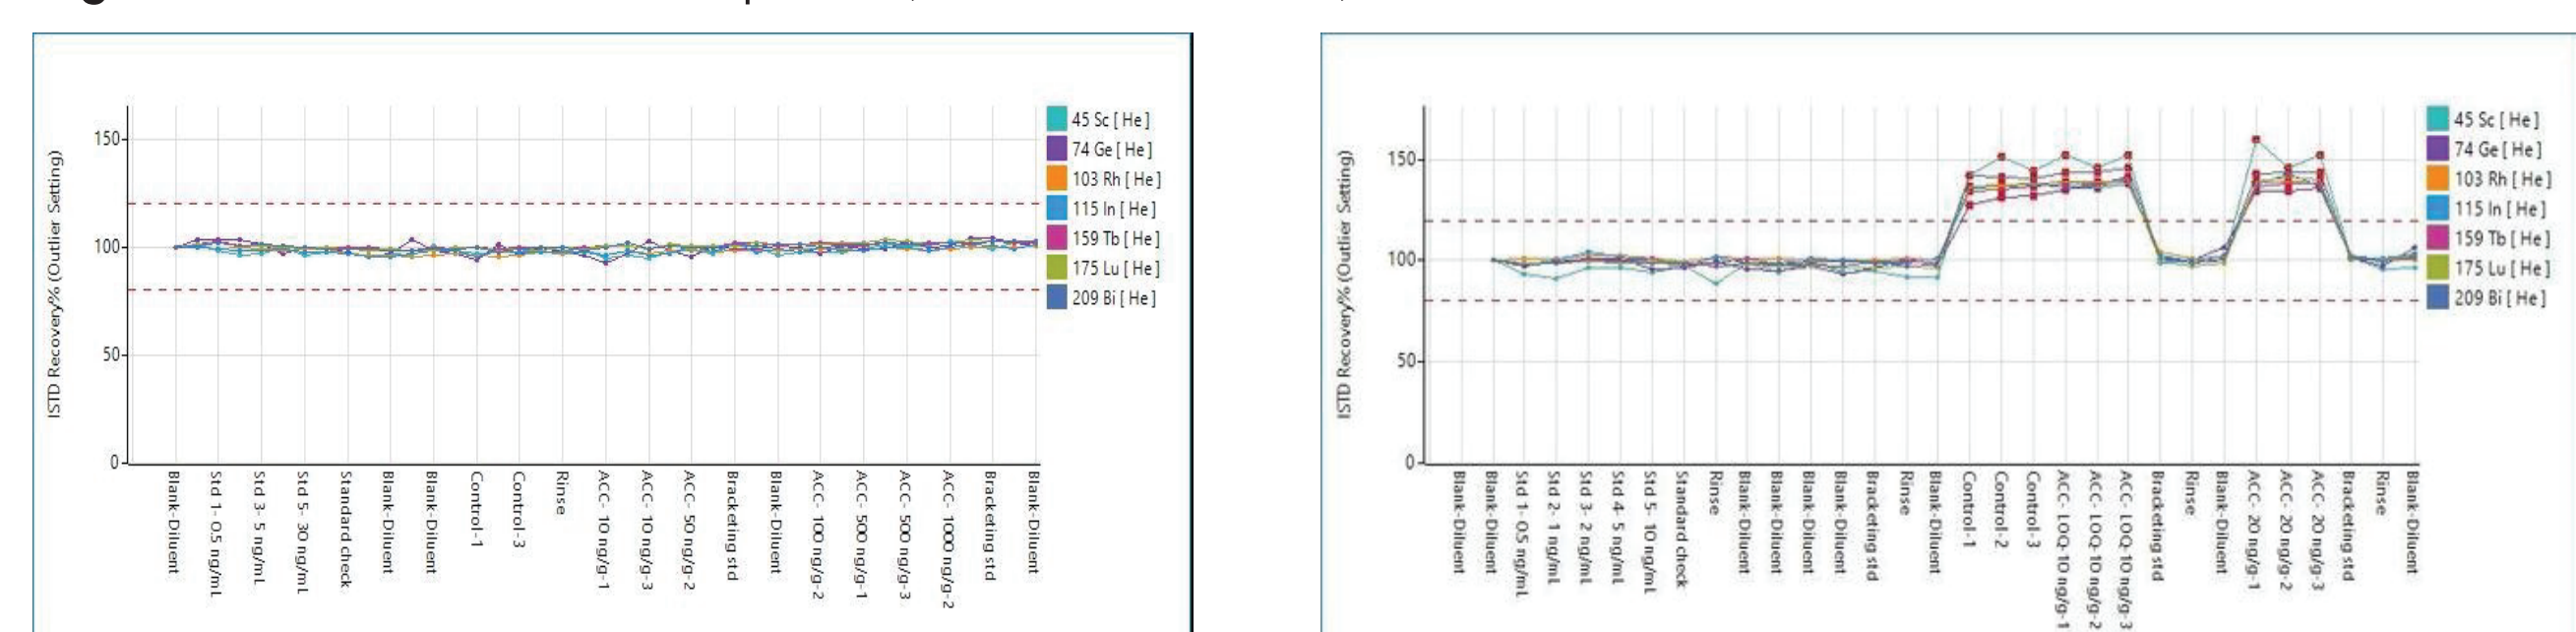 ISTD Recovery% (Outlier Setting)
150
100
50
0
Blank-Diluent
Std 1- 0.5 ng/mL
Std 3- 5 ng/mL
Std 5- 30 ng/mL
Standard check
Blank-Diluent
Blank-Diluent
Control-1
Control-3
Rinse
ACC- 10 ng/g-1
ACC- 10 ng/g-3
ACC- 50 ng/g-2
Bracketing std
Blank-Diluent
ACC- 100 ng/g-2
ACC- 500 ng/g-1
ACC- 500 ng/g-3
ACC- 1000 ng/g-2
Bracketing std
Blank-Diluent
45 Sc [ He ]
74 Ge [ He ]
103 Rh [ He ]
115 In [ He ]
159 Tb [ He ]
175 Lu [ He ]
209 Bi [ He ]
ISTD Recovery% (Outlier Setting)
150
100
50
0
Blank-Diluent
Blank-Diluent
Std 1- 0.5 ng/mL
Std 2- 1 ng/mL
Std 3- 2 ng/mL
Std 4- 5 ng/mL
Std 5- 10 ng/mL
Standard check
Rinse
Blank-Diluent
Blank-Diluent
Blank-Diluent
Blank-Diluent
Bracketing std
Rinse
Blank-Diluent
Control-1
Control-2
Control-3
ACC- LOQ-10 ng/g-1
ACC- LOQ-10 ng/g-2
ACC- LOQ-10 ng/g-3
Bracketing std
Rinse
Blank-Diluent
ACC- 20 ng/g-1
ACC- 20 ng/g-2
ACC- 20 ng/g-3
Bracketing std
Rinse
Blank-Diluent
45 Sc [ He ]
74 Ge [ He ]
103 Rh [ He ]
115 In [ He ]
159 Tb [ He ]
175 Lu [ He ]
209 Bi [ He ]